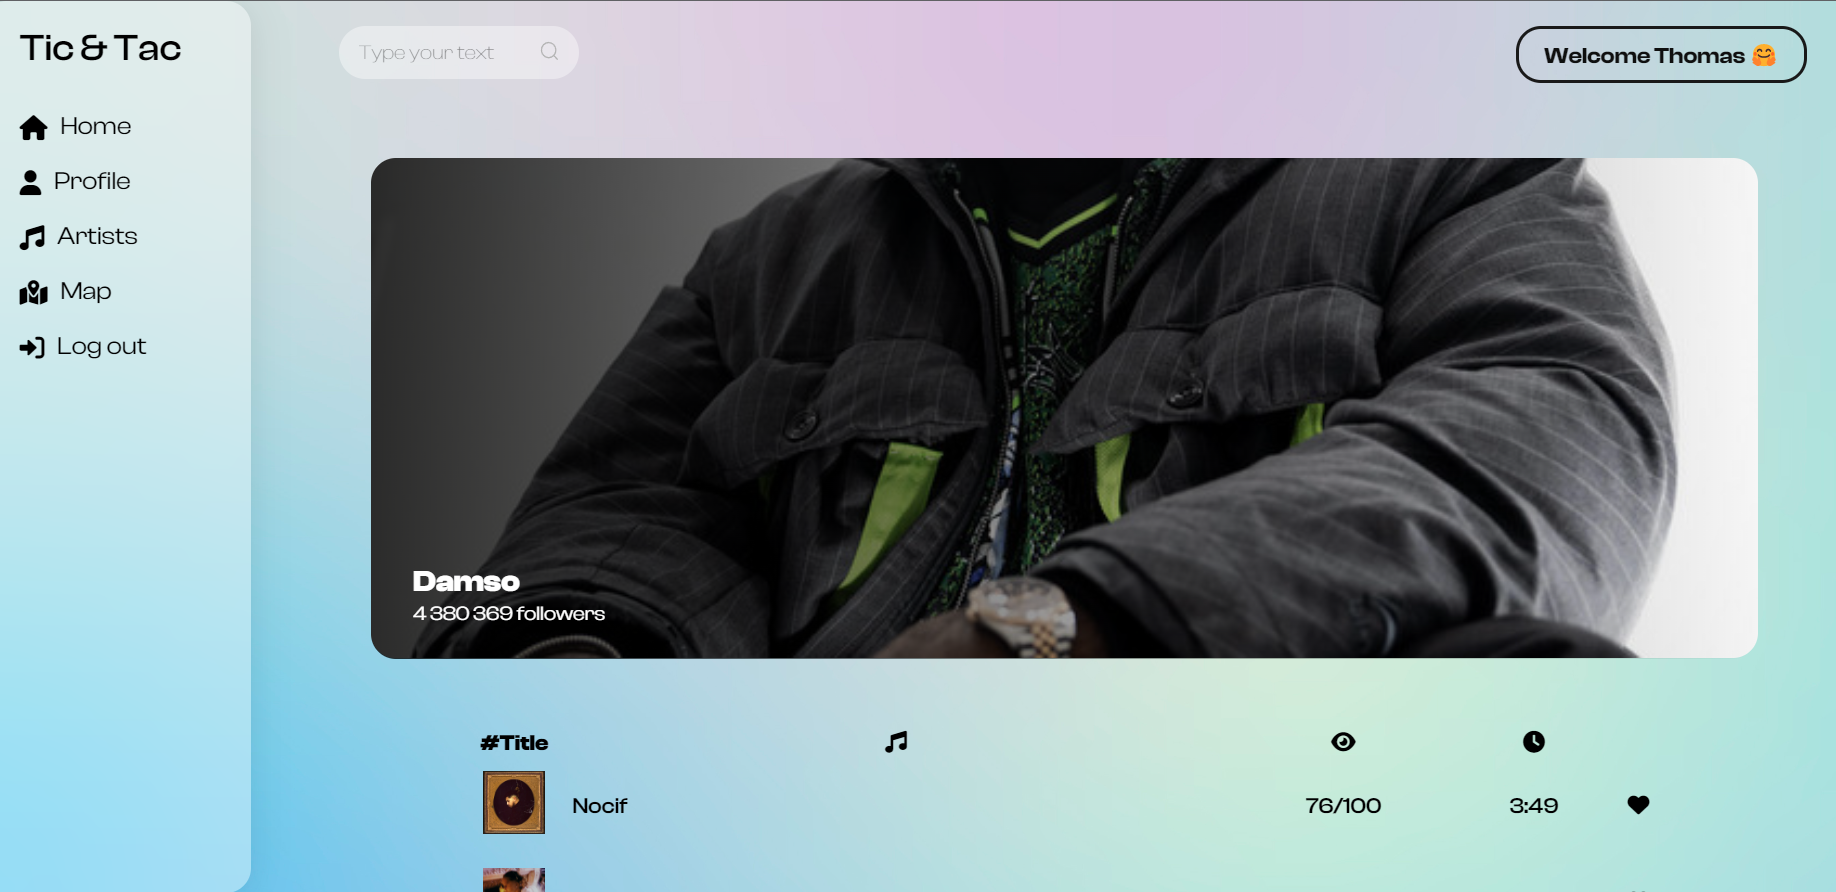 Tic & Tac
Home
Profile
Artists
Map
Log out
Type your text
Welcome Thomas 🤗
Damso
4 380 369 followers
#Title
Nocif 76/100 3:49